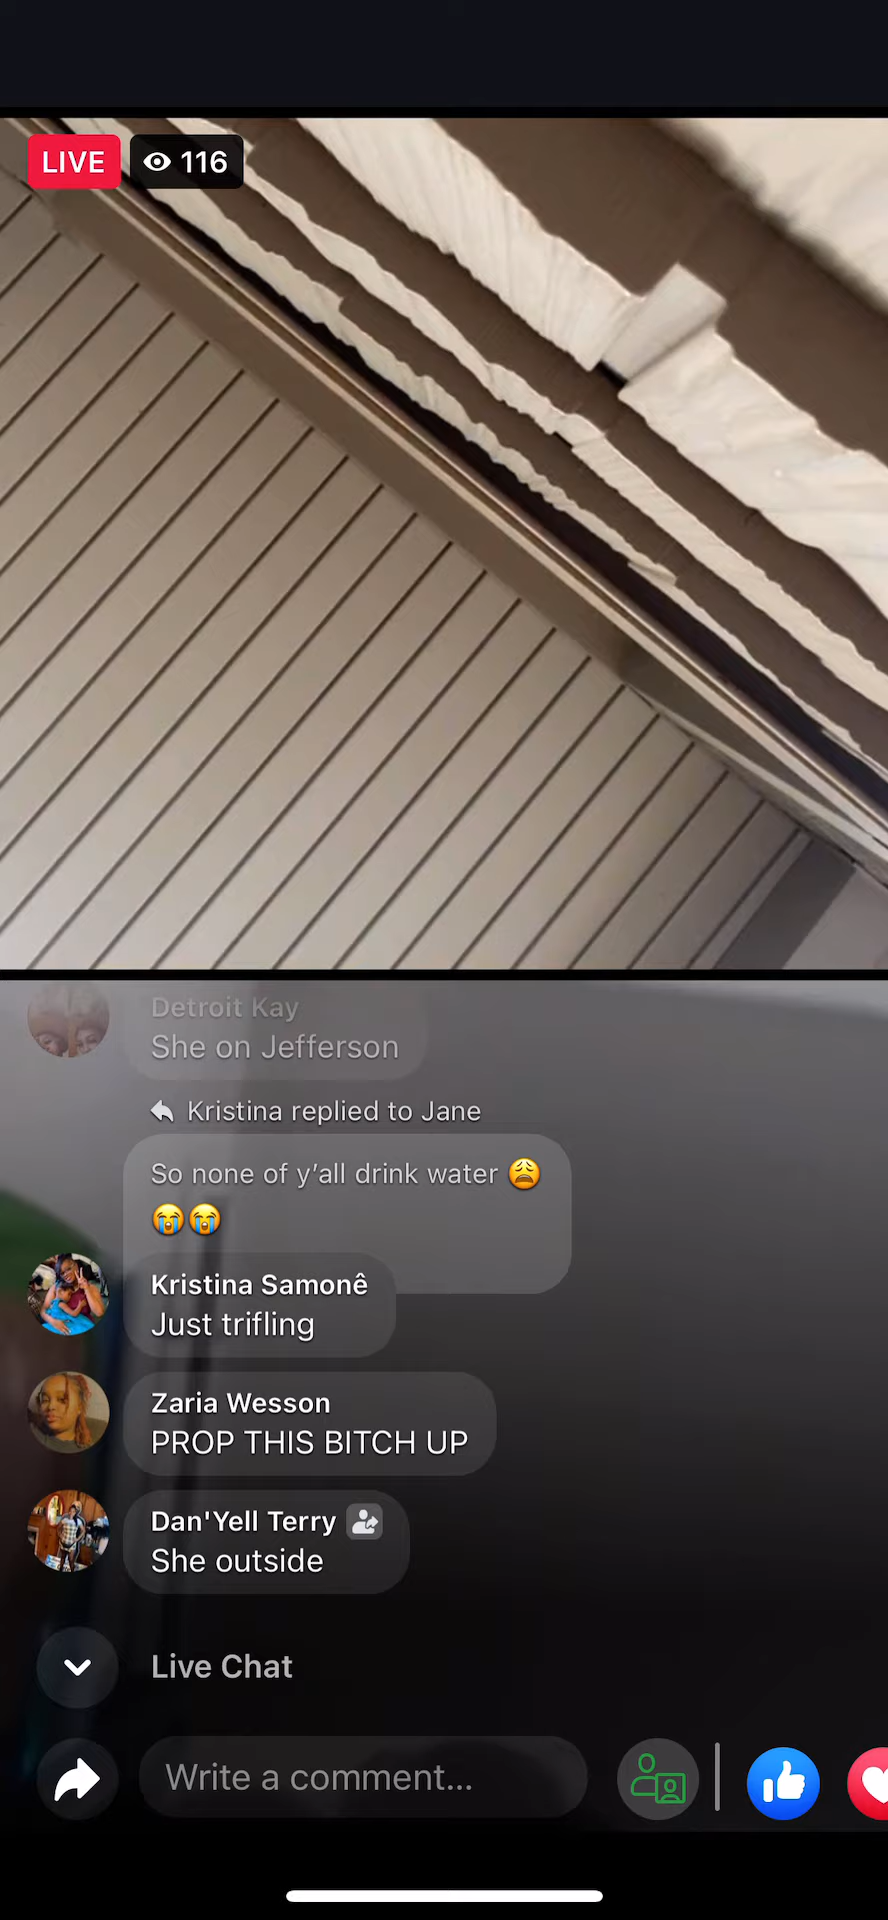 LIVE 116
Detroit Kay
She on Jefferson
Kristina replied to Jane
So none of y’all drink water 😩
😭😭
Kristina Samonê
Just trifling
Zaria Wesson
PROP THIS BITCH UP
Dan'Yell Terry
She outside
Live Chat
Write a comment...